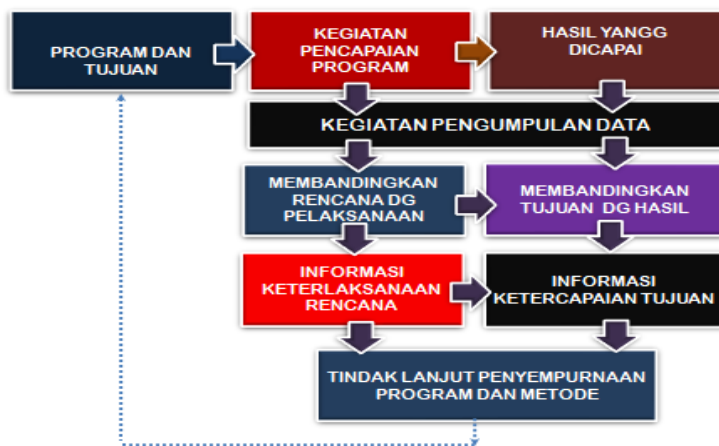 PROGRAM DAN
TUJUAN
KEGIATAN
PENCAPAIAN
PROGRAM
HASIL YANGG
DICAPAI
KEGIATAN PENGUMPULAN DATA
MEMBANDINGKAN
RENCANA DG
PELAKSANAAN
MEMBANDINGKAN
TUJUAN DG HASIL
INFORMASI
KETERLAKSANAAN
RENCANA
INFORMASI
KETERCAPAIAN TUJUAN
TINDAK LANJUT PENYEMPURNAAN
PROGRAM DAN METODE